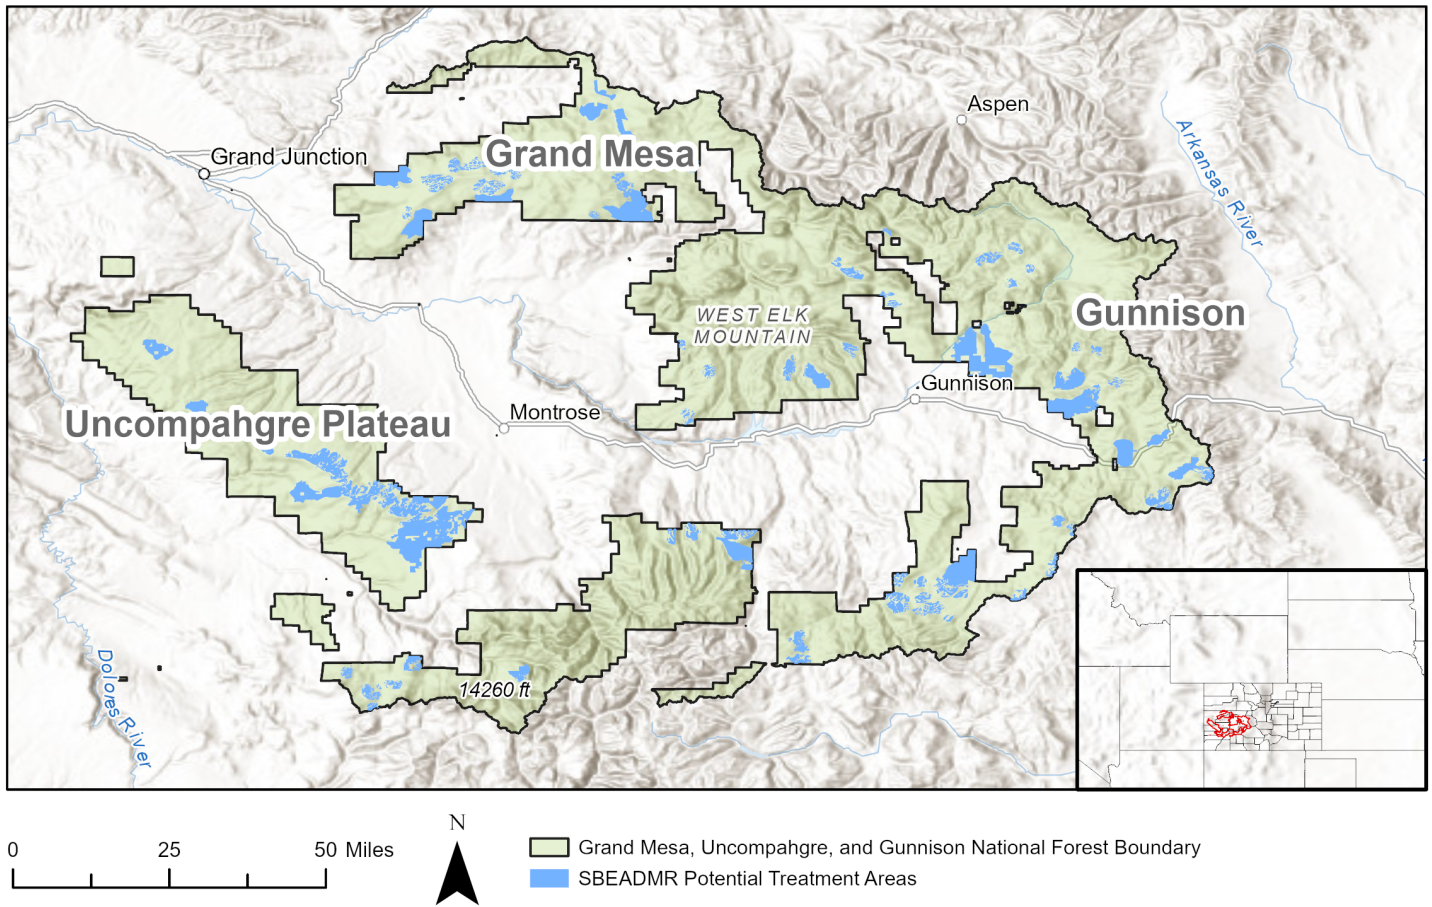 Aspen
Arkansas River
Grand Junction
Grand Mesa
WEST ELK
MOUNTAIN
Gunnison
Gunnison
Uncompahgre Plateau
Montrose
14260 ft
Dolores River
N
0 25 50 Miles
Grand Mesa, Uncompahgre, and Gunnison National Forest Boundary
SBEADMR Potential Treatment Areas